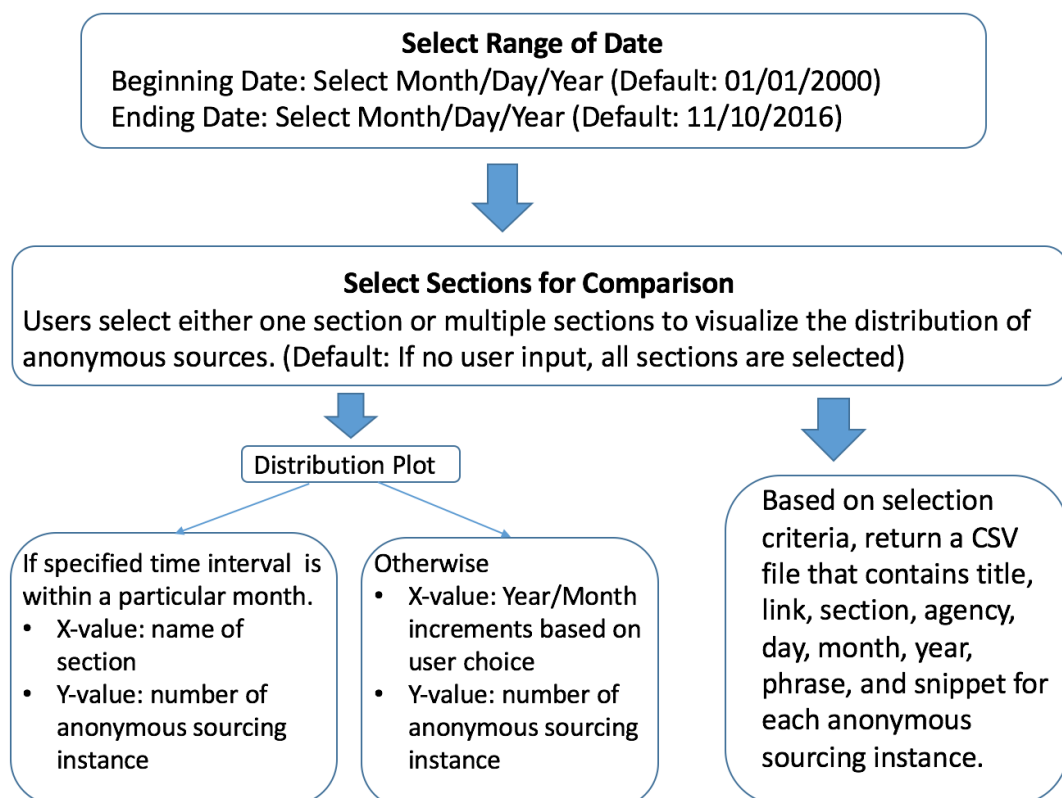 Select Range of Date
Beginning Date: Select Month/Day/Year (Default: 01/01/2000)
Ending Date: Select Month/Day/Year (Default: 11/10/2016)
Select Sections for Comparison
Users select either one section or multiple sections to visualize the distribution of
anonymous sources. (Default: If no user input, all sections are selected)
Distribution Plot
If specified time interval is
within a particular month.
• X-value: name of
section
• Y-value: number of
anonymous sourcing
instance
Otherwise
• X-value: Year/Month
increments based on
user choice
• Y-value: number of
anonymous sourcing
instance
Based on selection
criteria, return a CSV
file that contains title,
link, section, agency,
day, month, year,
phrase, and snippet for
each anonymous
sourcing instance.